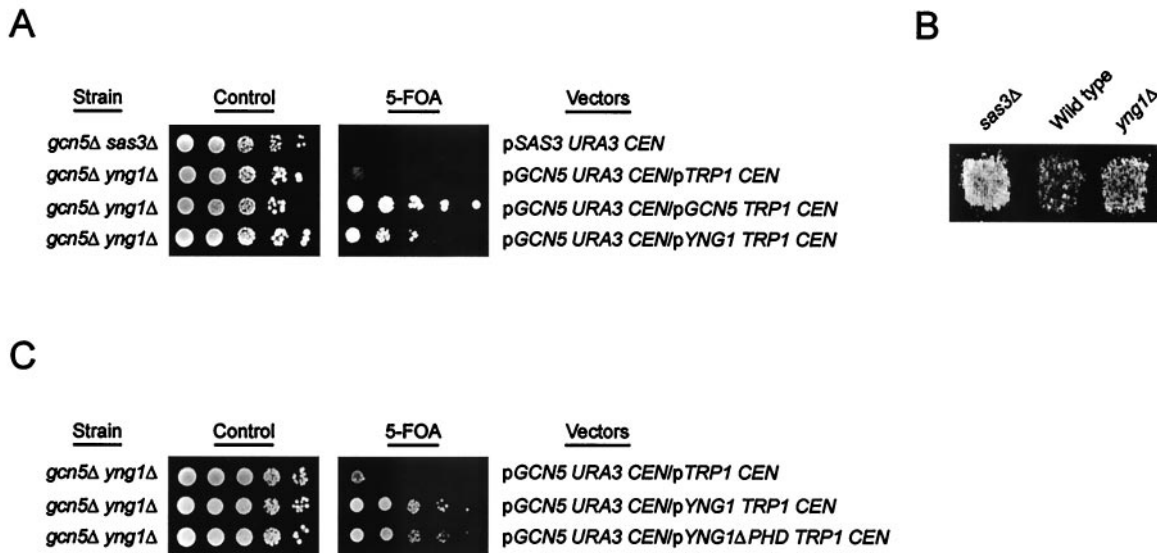 A
Strain Control 5-FOA Vectors
gcn5Δ sas3Δ pSAS3 URA3 CEN
gcn5Δ yng1Δ pGCN5 URA3 CEN/pTRP1 CEN
gcn5Δ yng1Δ pGCN5 URA3 CEN/pGCN5 TRP1 CEN
gcn5Δ yng1Δ pGCN5 URA3 CEN/pYNG1 TRP1 CEN
B
sas3Δ Wild type yng1Δ
C
Strain Control 5-FOA Vectors
gcn5Δ yng1Δ pGCN5 URA3 CEN/pTRP1 CEN
gcn5Δ yng1Δ pGCN5 URA3 CEN/pYNG1 TRP1 CEN
gcn5Δ yng1Δ pGCN5 URA3 CEN/pYNG1ΔPHD TRP1 CEN